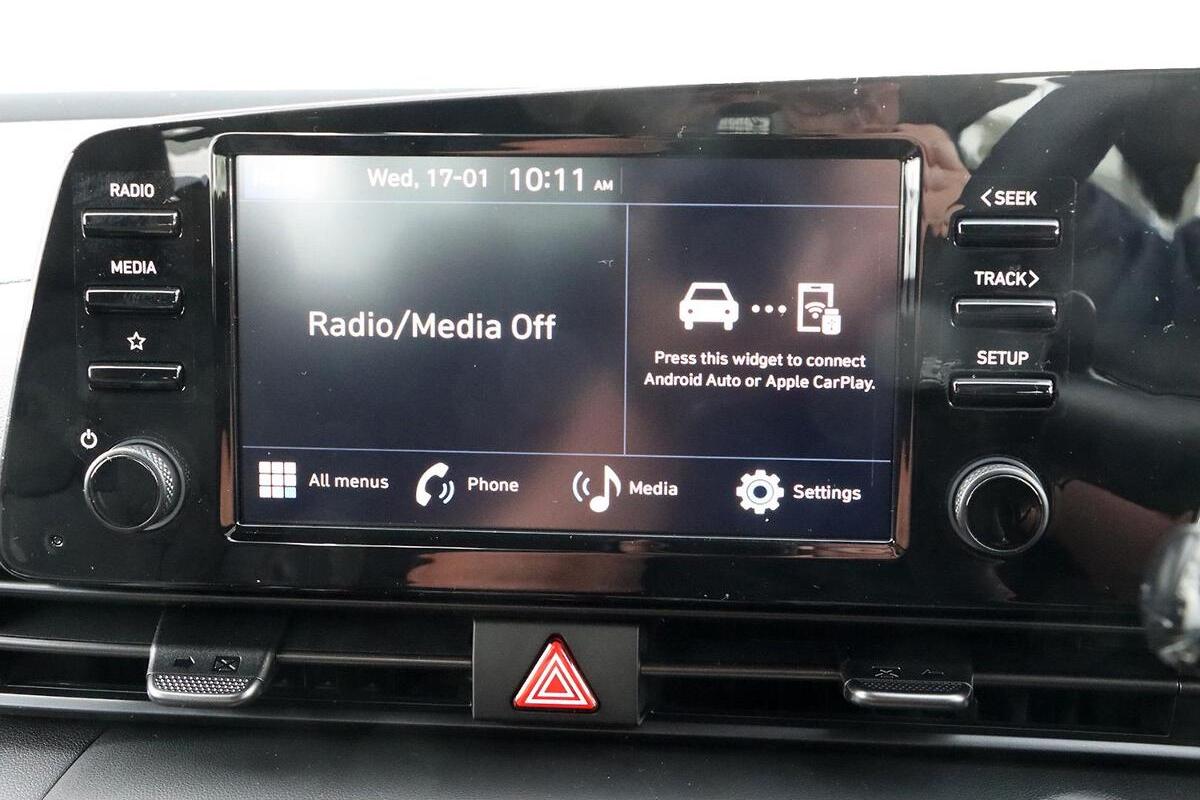 RADIO
MEDIA
Wed, 17-01 10:11 AM
Radio/Media Off
Press this widget to connect
Android Auto or Apple CarPlay.
All menus
Phone
Media
Settings
<SEEK
TRACK>
SETUP